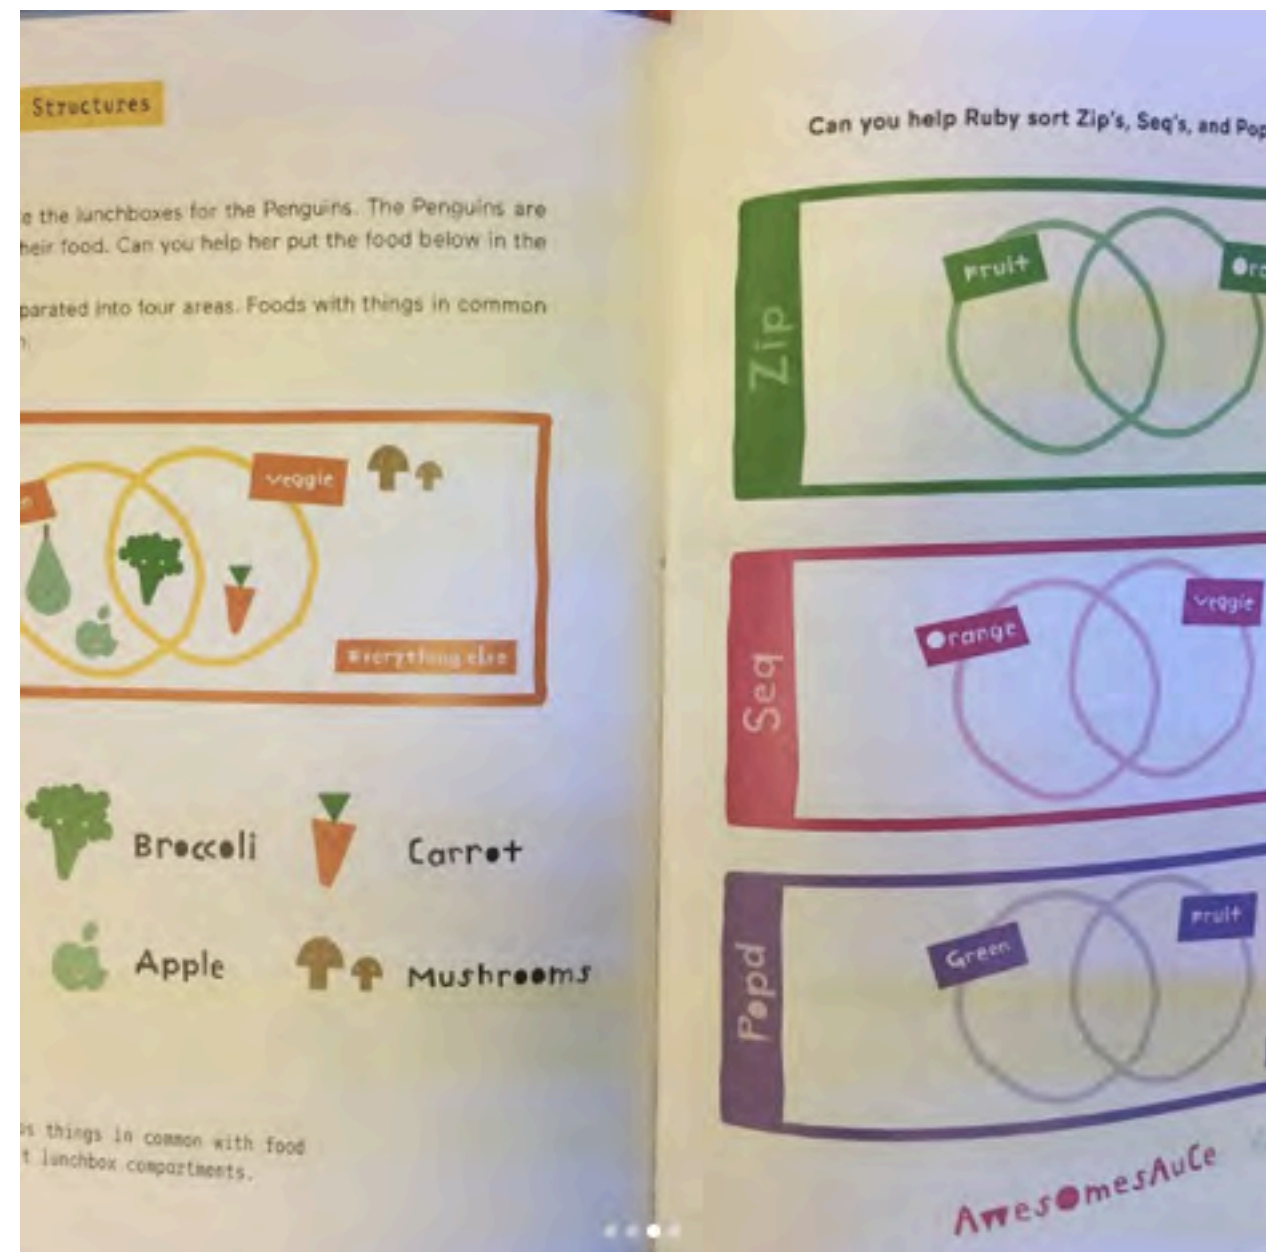 Structures
e the lunchboxes for the Penguins. The Penguins are
heir food. Can you help her put the food below in the
parated into four areas. Foods with things in common
veggie
Everything else
Broccoli
Carrot
Apple
Mushrooms
s things in common with food
t lunchbox compartments.
Can you help Ruby sort Zip's, Seq's, and Pop
Zip
Fruit
Ora
Seq
Orange
veggie
Popd
Green
Fruit
AwesomesAuce